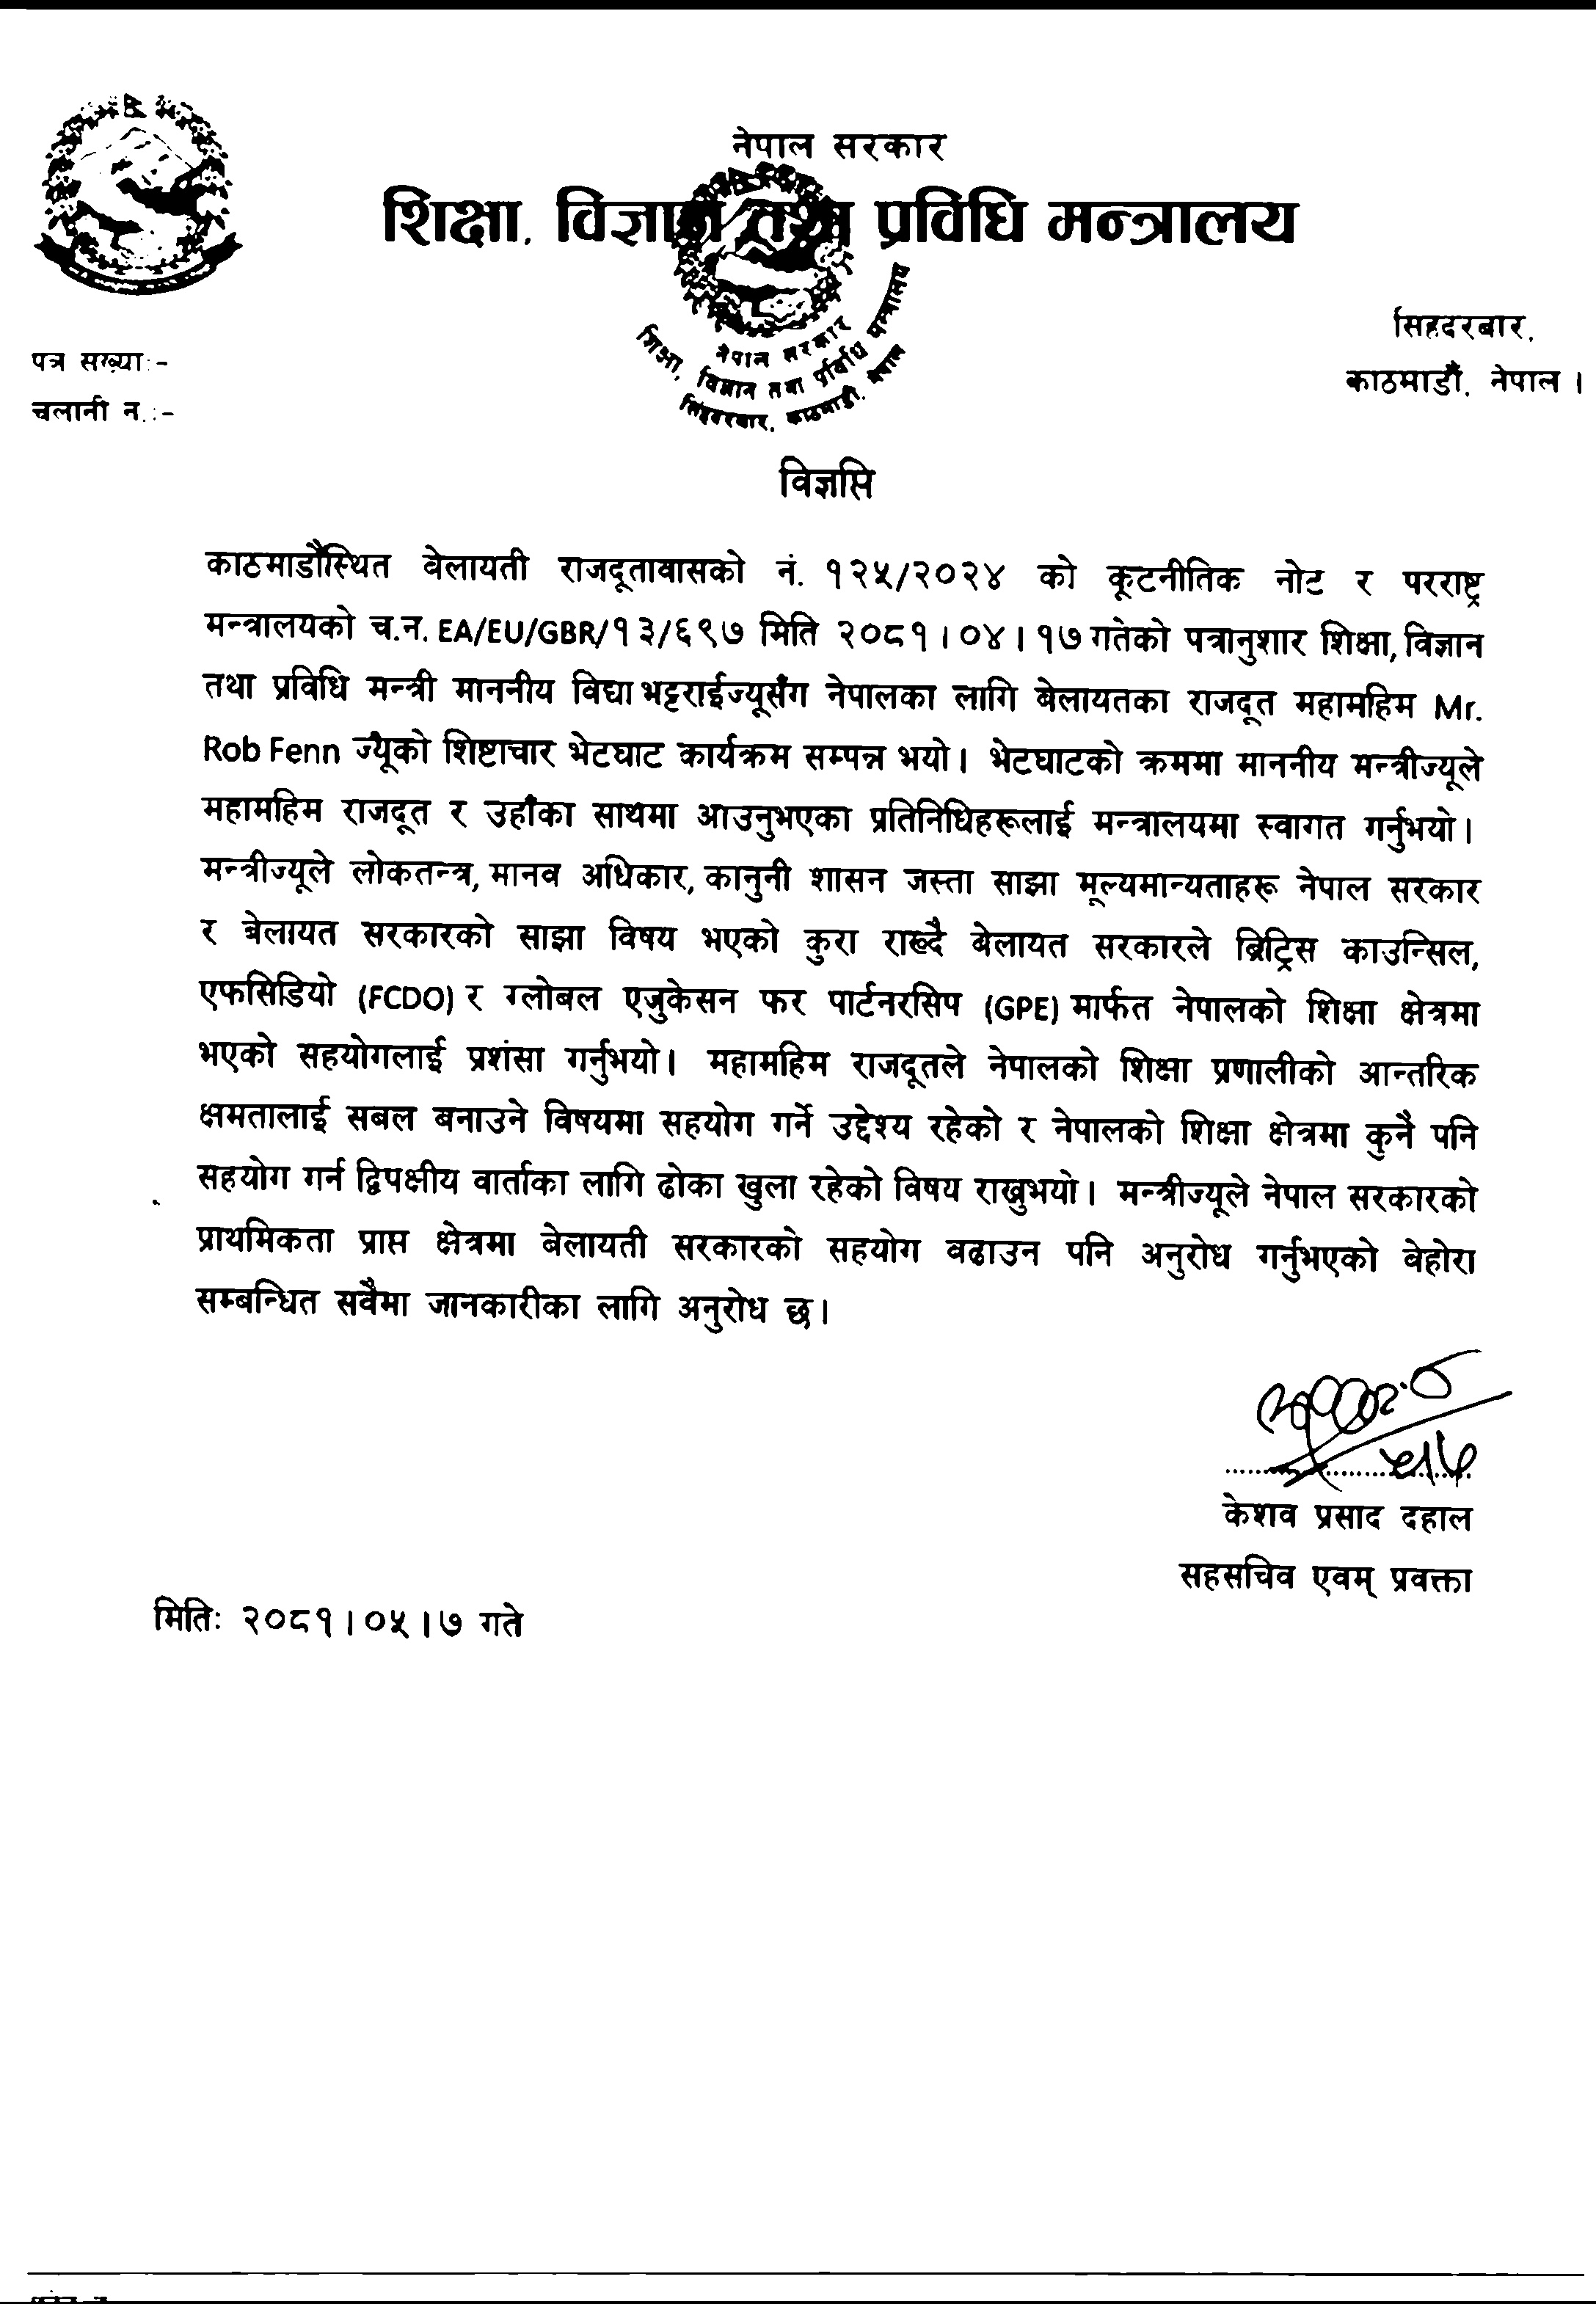 नेपाल सरकार
शिक्षा, विज्ञान तथा प्रविधि मन्त्रालय
नेपाल सरकार
शिक्षा, विज्ञान तथा प्रविधि मन्त्रालय
सिंहदरबार, काठमाडौं, नेपाल
सिहदरबार,
काठमाडौँ, नेपाल ।
पत्र सख्या:-
चलानी न.:-
विज्ञप्ति
काठमाडौँस्थित बेलायती राजदूतावासको नं. १२५/२०२४ को कूटनीतिक नोट र परराष्ट्र
मन्त्रालयको च.न. EA/EU/GBR/१३/६९७ मिति २०८१।०४।१७ गतेको पत्रानुशार शिक्षा, विज्ञान
तथा प्रविधि मन्त्री माननीय विद्या भट्टराईज्यूसँग नेपालका लागि बेलायतका राजदूत महामहिम Mr.
Rob Fenn ज्यूको शिष्टाचार भेटघाट कार्यक्रम सम्पन्न भयो। भेटघाटको क्रममा माननीय मन्त्रीज्यूले
महामहिम राजदूत र उहाँका साथमा आउनुभएका प्रतिनिधिहरूलाई मन्त्रालयमा स्वागत गर्नुभयो।
मन्त्रीज्यूले लोकतन्त्र, मानव अधिकार, कानुनी शासन जस्ता साझा मूल्यमान्यताहरू नेपाल सरकार
र बेलायत सरकारको साझा विषय भएको कुरा राख्दै बेलायत सरकारले ब्रिट्रिस काउन्सिल,
एफसिडियो (FCDO) र ग्लोबल एजुकेसन फर पार्टनरसिप (GPE) मार्फत नेपालको शिक्षा क्षेत्रमा
भएको सहयोगलाई प्रशंसा गर्नुभयो। महामहिम राजदूतले नेपालको शिक्षा प्रणालीको आन्तरिक
क्षमतालाई सबल बनाउने विषयमा सहयोग गर्ने उद्देश्य रहेको र नेपालको शिक्षा क्षेत्रमा कुनै पनि
सहयोग गर्न द्विपक्षीय वार्ताका लागि ढोका खुला रहेको विषय राख्नुभयो। मन्त्रीज्यूले नेपाल सरकारको
प्राथमिकता प्राप्त क्षेत्रमा बेलायती सरकारको सहयोग वढाउन पनि अनुरोध गर्नुभएको बेहोरा
सम्बन्धित सवैमा जानकारीका लागि अनुरोध छ।
केशव प्रसाद दहाल
सहसचिव एवम् प्रवक्ता
मितिः २०८१।०५।७ गते